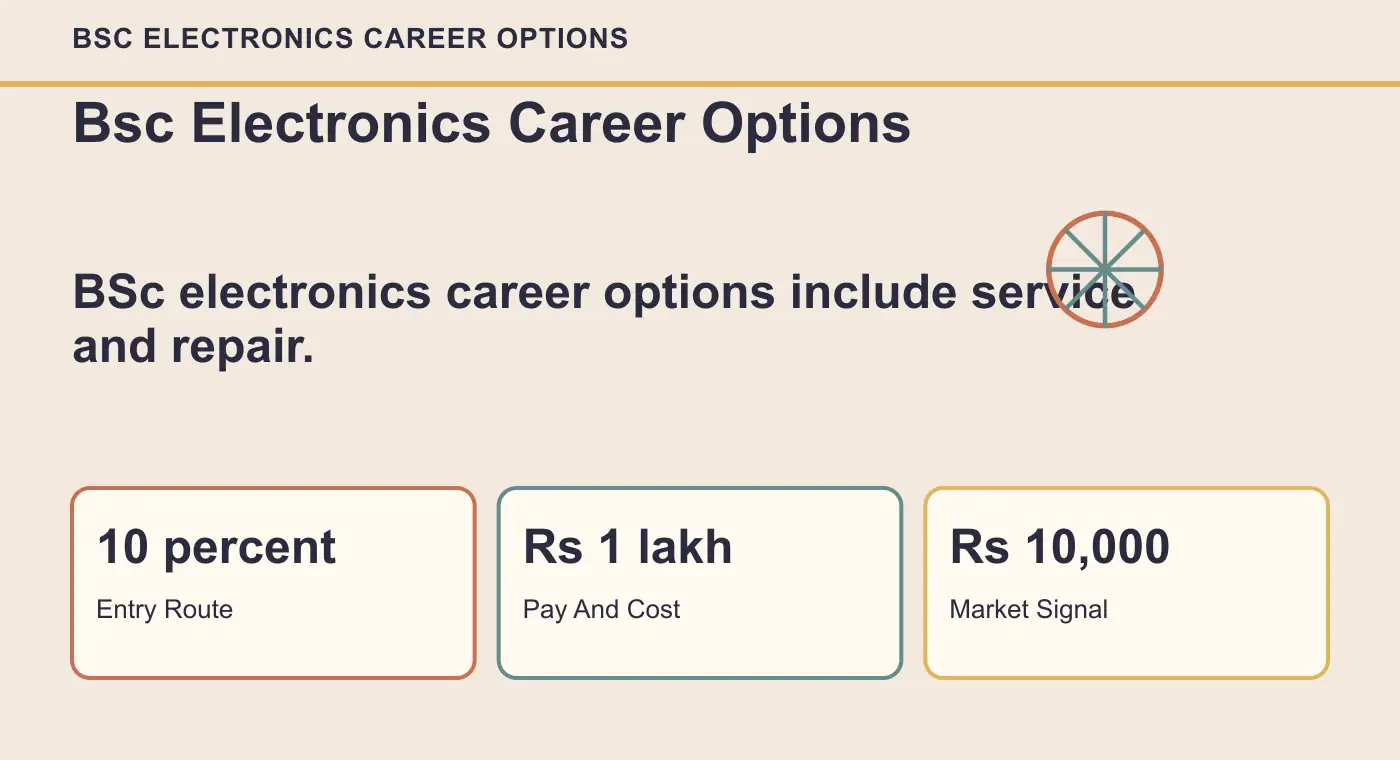 BSC ELECTRONICS CAREER OPTIONS
Bsc Electronics Career Options
BSc electronics career options include service
and repair.
10 percent
Entry Route
Rs 1 lakh
Pay And Cost
Rs 10,000
Market Signal